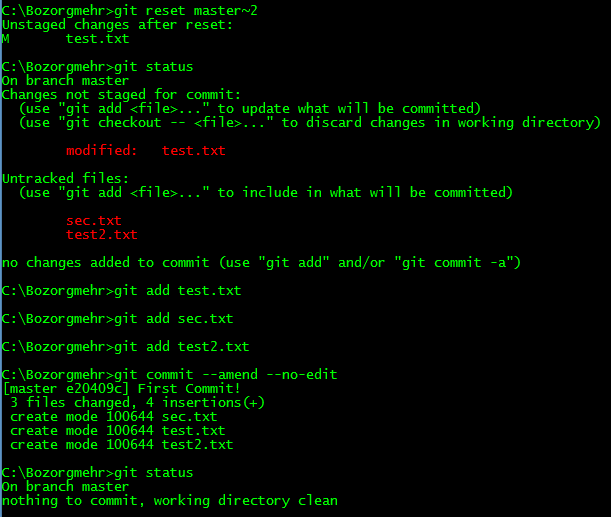 C:\Bozorgmehr>git reset master~2
Unstaged changes after reset:
M       test.txt
C:\Bozorgmehr>git status
On branch master
Changes not staged for commit:
  (use "git add <file>..." to update what will be committed)
  (use "git checkout -- <file>..." to discard changes in working directory)
        modified:   test.txt
Untracked files:
  (use "git add <file>..." to include in what will be committed)
        sec.txt
        test2.txt
no changes added to commit (use "git add" and/or "git commit -a")
C:\Bozorgmehr>git add test.txt
C:\Bozorgmehr>git add sec.txt
C:\Bozorgmehr>git add test2.txt
C:\Bozorgmehr>git commit --amend --no-edit
[master e20409c] First Commit!
 3 files changed, 4 insertions(+)
 create mode 100644 sec.txt
 create mode 100644 test.txt
 create mode 100644 test2.txt
C:\Bozorgmehr>git status
On branch master
nothing to commit, working directory clean